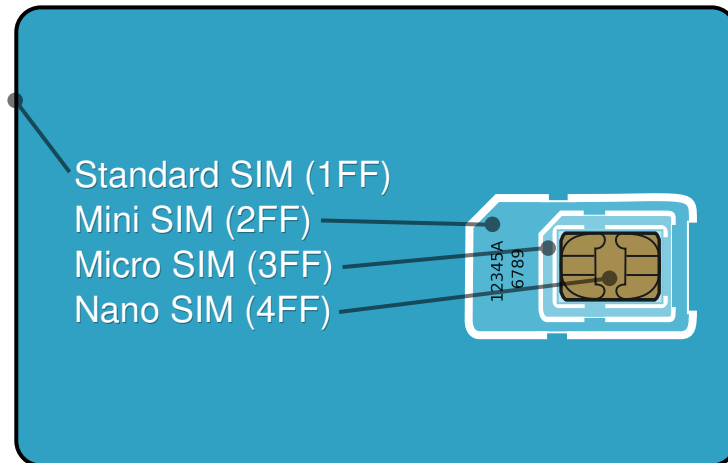 Standard SIM (1FF)
Mini SIM (2FF)
Micro SIM (3FF)
Nano SIM (4FF)
12345A
6789